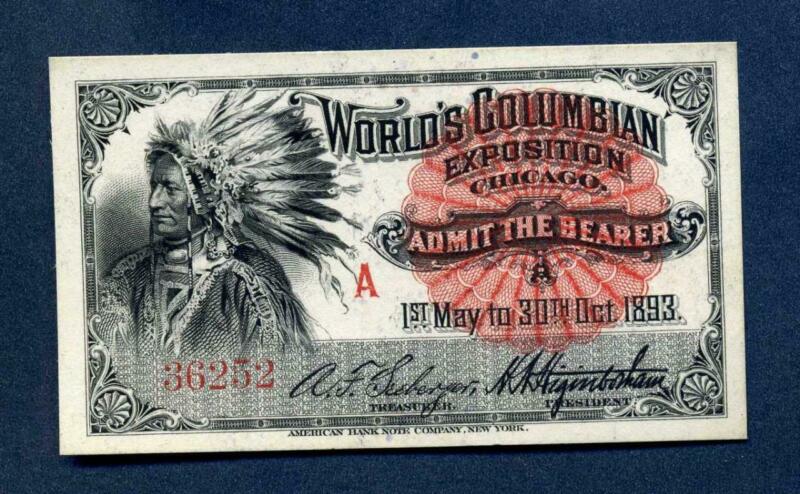 WORLD'S COLUMBIAN
EXPOSITION
CHICAGO.
ADMIT THE BEARER
A
A
1ST May to 30TH Oct. 1893.
36252
A. F. Seeberger, H. N. Higinbotham
TREASURER. PRESIDENT
AMERICAN BANK NOTE COMPANY, NEW YORK.